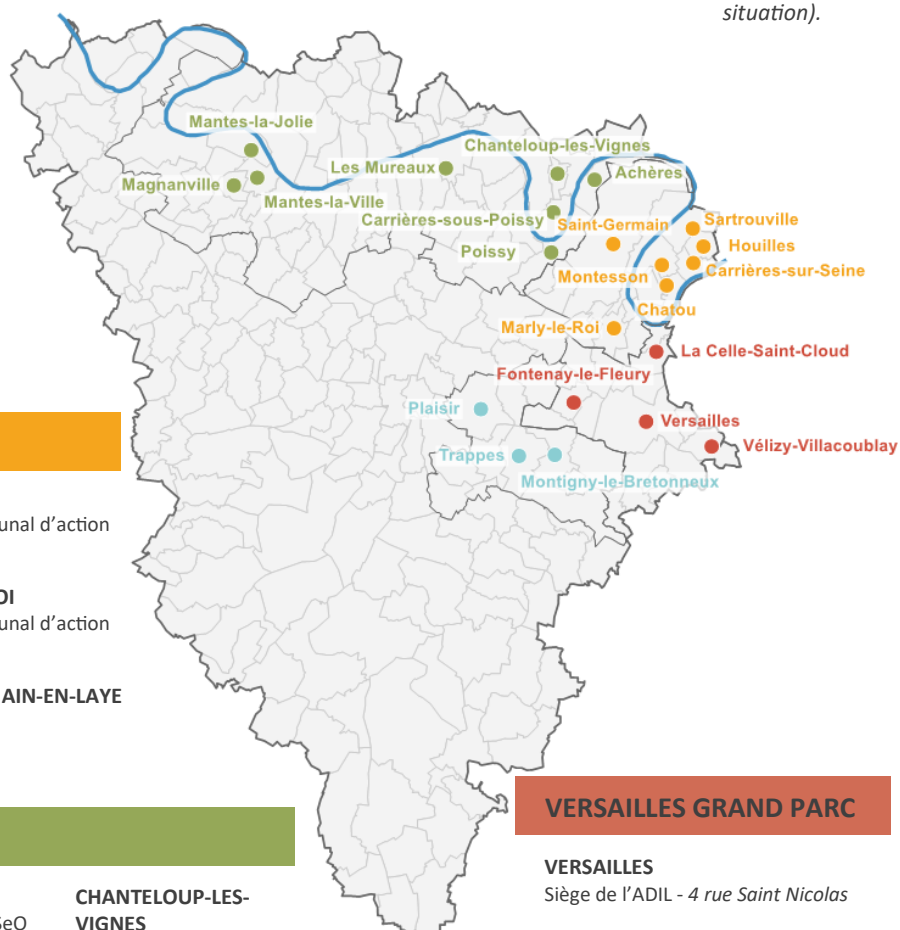 situation).
Mantes-la-Jolie
Chanteloup-les-Vignes
Les Mureaux
Achères
Magnanville
Mantes-la-Ville
Carrières-sous-Poissy
Saint-Germain
Sartrouville
Poissy
Houilles
Montesson
Carrières-sur-Seine
Chatou
Marly-le-Roi
La Celle-Saint-Cloud
Fontenay-le-Fleury
Plaisir
Versailles
Vélizy-Villacoublay
Trappes
Montigny-le-Bretonneux
unal d'action
OI
unal d'action
AIN-EN-LAYE
VERSAILLES GRAND PARC
VERSAILLES
Siège de l'ADIL - 4 rue Saint Nicolas
CHANTELOUP-LES-
SeO VIGNES